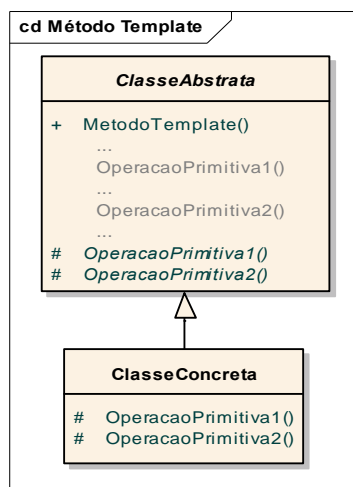 cd Método Template
ClasseAbstrata
+ MetodoTemplate()
...
OperacaoPrimitiva1()
...
OperacaoPrimitiva2()
...
# OperacaoPrimitiva1()
# OperacaoPrimitiva2()
ClasseConcreta
# OperacaoPrimitiva1()
# OperacaoPrimitiva2()